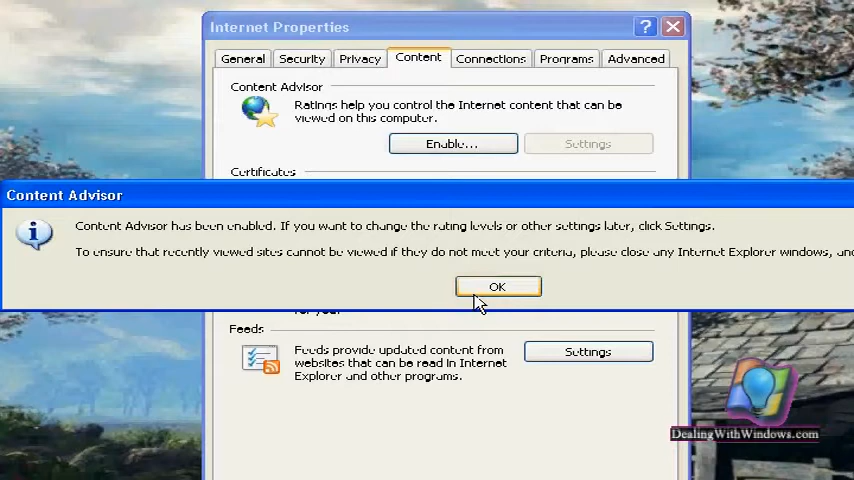 Internet Properties
General Security Privacy Content Connections Programs Advanced
Content Advisor
Ratings help you control the Internet content that can be
viewed on this computer.
Enable... Settings
Certificates
Content Advisor
Content Advisor has been enabled. If you want to change the rating levels or other settings later, click Settings.
To ensure that recently viewed sites cannot be viewed if they do not meet your criteria, please close any Internet Explorer windows, and
OK
Feeds
Feeds provide updated content from
websites that can be read in Internet
Explorer and other programs.
Settings
DealingWithWindows.com